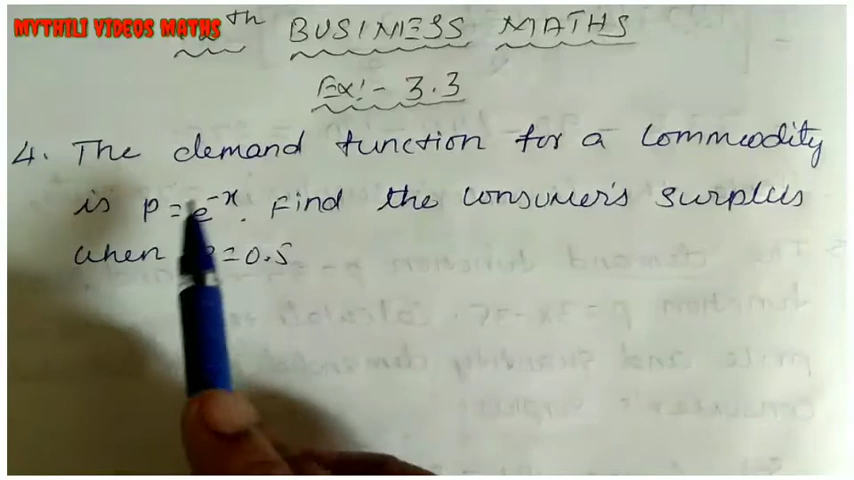 MYTHILI VIDEOS MATHS
th BUSINESS MATHS
Ex:- 3.3
4. The demand function for a commodity
is p = e^-x. Find the consumer's surplus
when = 0.5